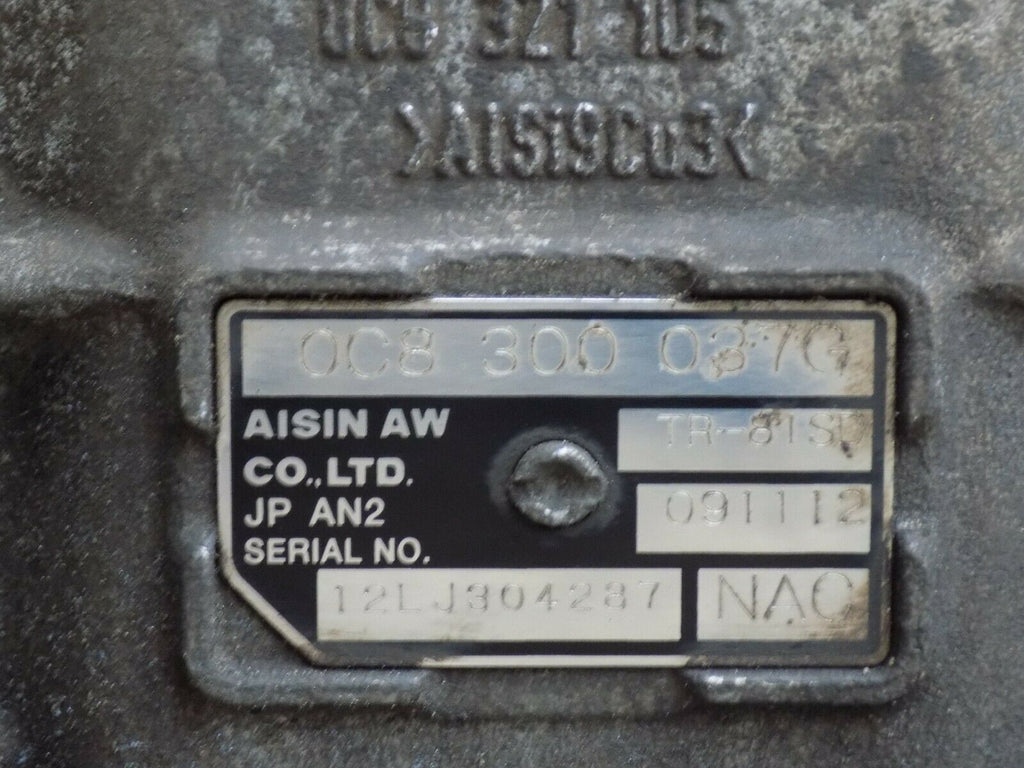 0C8 321 105
>AlSi9Cu3<
0C8 300 037G
AISIN AW
CO.,LTD.
TR-81SD
JP AN2
091112
SERIAL NO.
12LJ304287
NAC